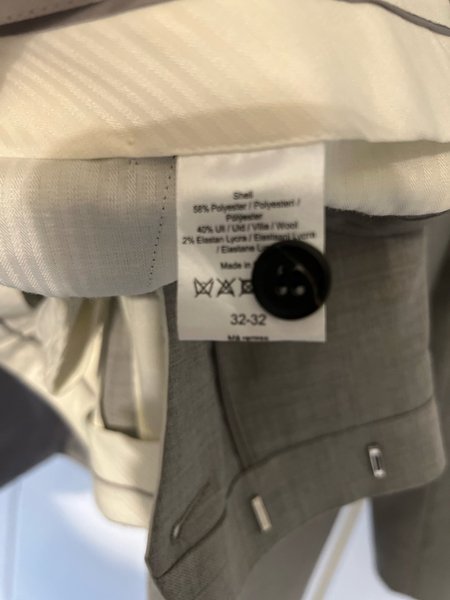 Shell
58% Polyester / Polyesteri /
Polyester
40% Ull / Uld / Villa / Wool
2% Elastan Lycra / Elastaani Lycra
/ Elastane
Made in
32-32